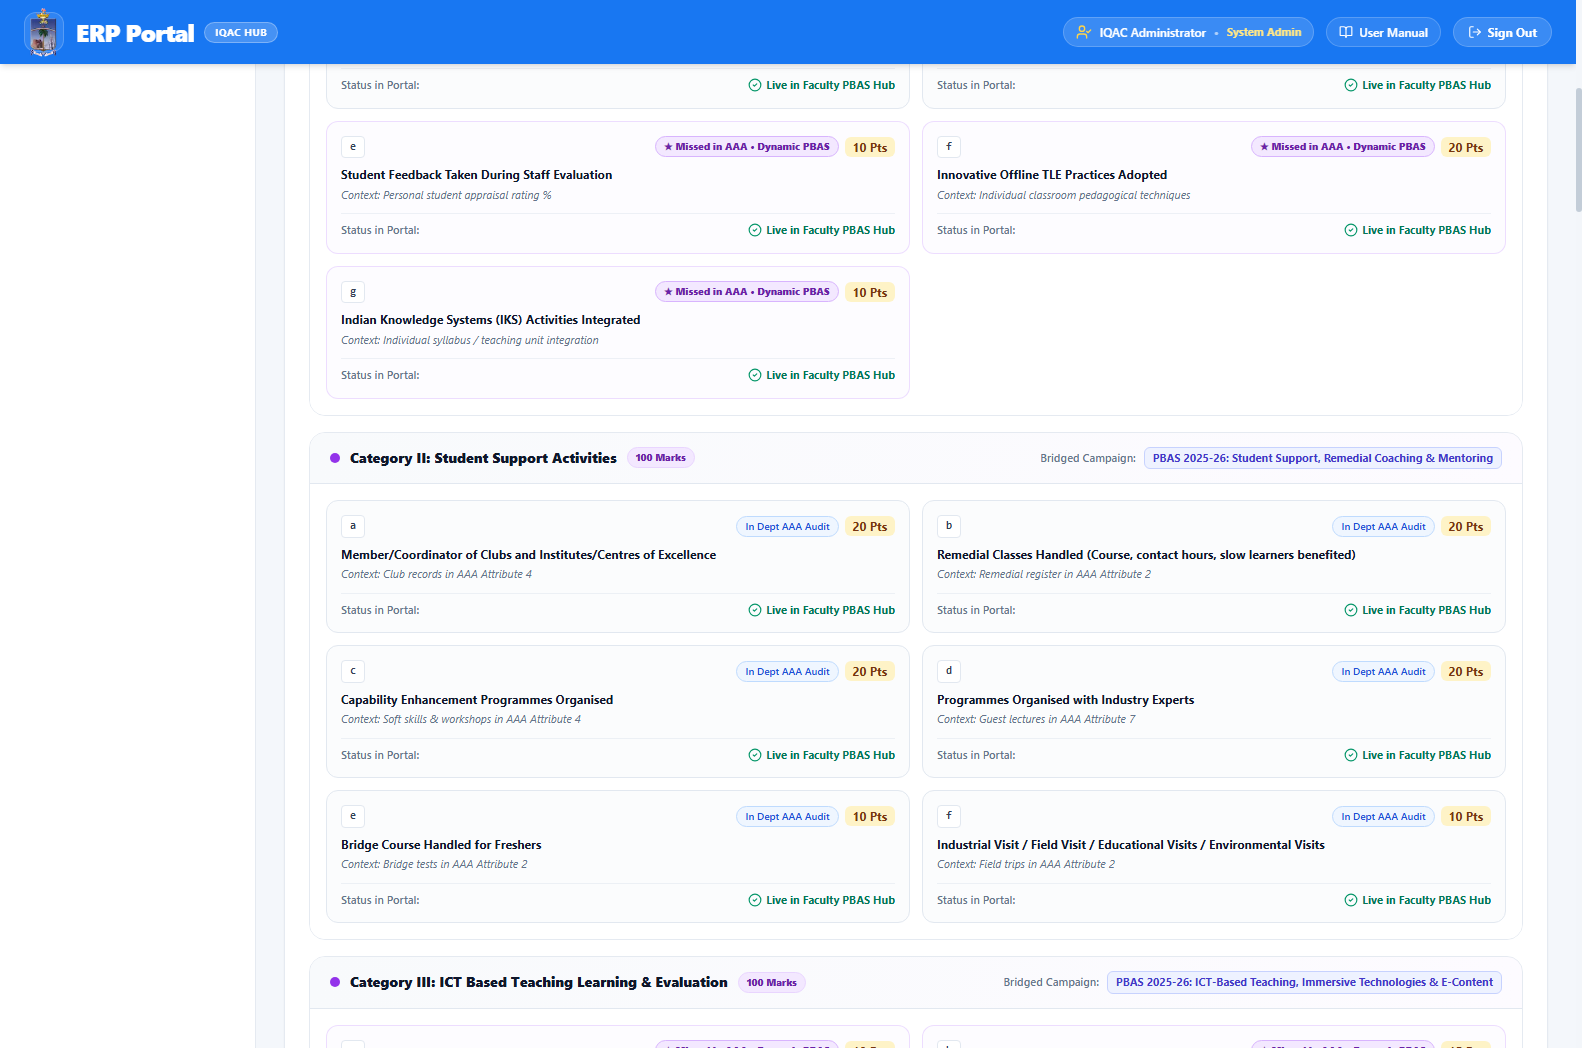 ERP Portal
IQAC HUB
IQAC Administrator • System Admin
User Manual
Sign Out
Status in Portal:
Live in Faculty PBAS Hub
Status in Portal:
Live in Faculty PBAS Hub
e
★ Missed in AAA • Dynamic PBAS
10 Pts
Student Feedback Taken During Staff Evaluation
Context: Personal student appraisal rating %
Status in Portal:
Live in Faculty PBAS Hub
f
★ Missed in AAA • Dynamic PBAS
20 Pts
Innovative Offline TLE Practices Adopted
Context: Individual classroom pedagogical techniques
Status in Portal:
Live in Faculty PBAS Hub
g
★ Missed in AAA • Dynamic PBAS
10 Pts
Indian Knowledge Systems (IKS) Activities Integrated
Context: Individual syllabus / teaching unit integration
Status in Portal:
Live in Faculty PBAS Hub
Category II: Student Support Activities
100 Marks
Bridged Campaign:
PBAS 2025-26: Student Support, Remedial Coaching & Mentoring
a
In Dept AAA Audit
20 Pts
Member/Coordinator of Clubs and Institutes/Centres of Excellence
Context: Club records in AAA Attribute 4
Status in Portal:
Live in Faculty PBAS Hub
b
In Dept AAA Audit
20 Pts
Remedial Classes Handled (Course, contact hours, slow learners benefited)
Context: Remedial register in AAA Attribute 2
Status in Portal:
Live in Faculty PBAS Hub
c
In Dept AAA Audit
20 Pts
Capability Enhancement Programmes Organised
Context: Soft skills & workshops in AAA Attribute 4
Status in Portal:
Live in Faculty PBAS Hub
d
In Dept AAA Audit
20 Pts
Programmes Organised with Industry Experts
Context: Guest lectures in AAA Attribute 7
Status in Portal:
Live in Faculty PBAS Hub
e
In Dept AAA Audit
10 Pts
Bridge Course Handled for Freshers
Context: Bridge tests in AAA Attribute 2
Status in Portal:
Live in Faculty PBAS Hub
f
In Dept AAA Audit
10 Pts
Industrial Visit / Field Visit / Educational Visits / Environmental Visits
Context: Field trips in AAA Attribute 2
Status in Portal:
Live in Faculty PBAS Hub
Category III: ICT Based Teaching Learning & Evaluation
100 Marks
Bridged Campaign:
PBAS 2025-26: ICT-Based Teaching, Immersive Technologies & E-Content